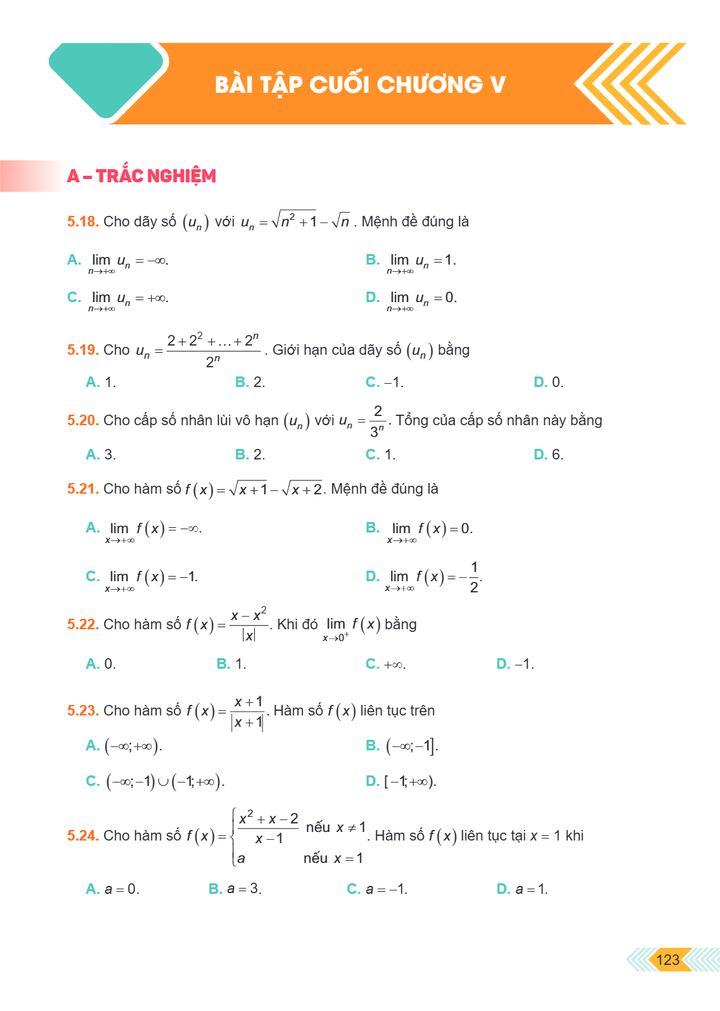 BÀI TẬP CUỐI CHƯƠNG V
A – TRẮC NGHIỆM
5.18. Cho dãy số (uₙ) với uₙ = √(n² + 1) − √n. Mệnh đề đúng là
A. lim uₙ = −∞. B. lim uₙ = 1.
n→+∞ n→+∞
C. lim uₙ = +∞. D. lim uₙ = 0.
n→+∞ n→+∞
5.19. Cho uₙ = (2 + 2² + … + 2ⁿ)/2ⁿ. Giới hạn của dãy số (uₙ) bằng
A. 1. B. 2. C. −1. D. 0.
5.20. Cho cấp số nhân lùi vô hạn (uₙ) với uₙ = 2/3ⁿ. Tổng của cấp số nhân này bằng
A. 3. B. 2. C. 1. D. 6.
5.21. Cho hàm số f(x) = √(x + 1) − √(x + 2). Mệnh đề đúng là
A. lim f(x) = −∞. B. lim f(x) = 0.
x→+∞ x→+∞
C. lim f(x) = −1. D. lim f(x) = −1/2.
x→+∞ x→+∞
5.22. Cho hàm số f(x) = (x − x²)/|x|. Khi đó lim f(x) bằng
x→0⁺
A. 0. B. 1. C. +∞. D. −1.
5.23. Cho hàm số f(x) = (x + 1)/|x + 1|. Hàm số f(x) liên tục trên
A. (−∞; +∞). B. (−∞; −1].
C. (−∞; −1) ∪ (−1; +∞). D. [−1; +∞).
5.24. Cho hàm số f(x) = { (x² + x − 2)/(x − 1) nếu x ≠ 1 . Hàm số f(x) liên tục tại x = 1 khi
a nếu x = 1
A. a = 0. B. a = 3. C. a = −1. D. a = 1.
123